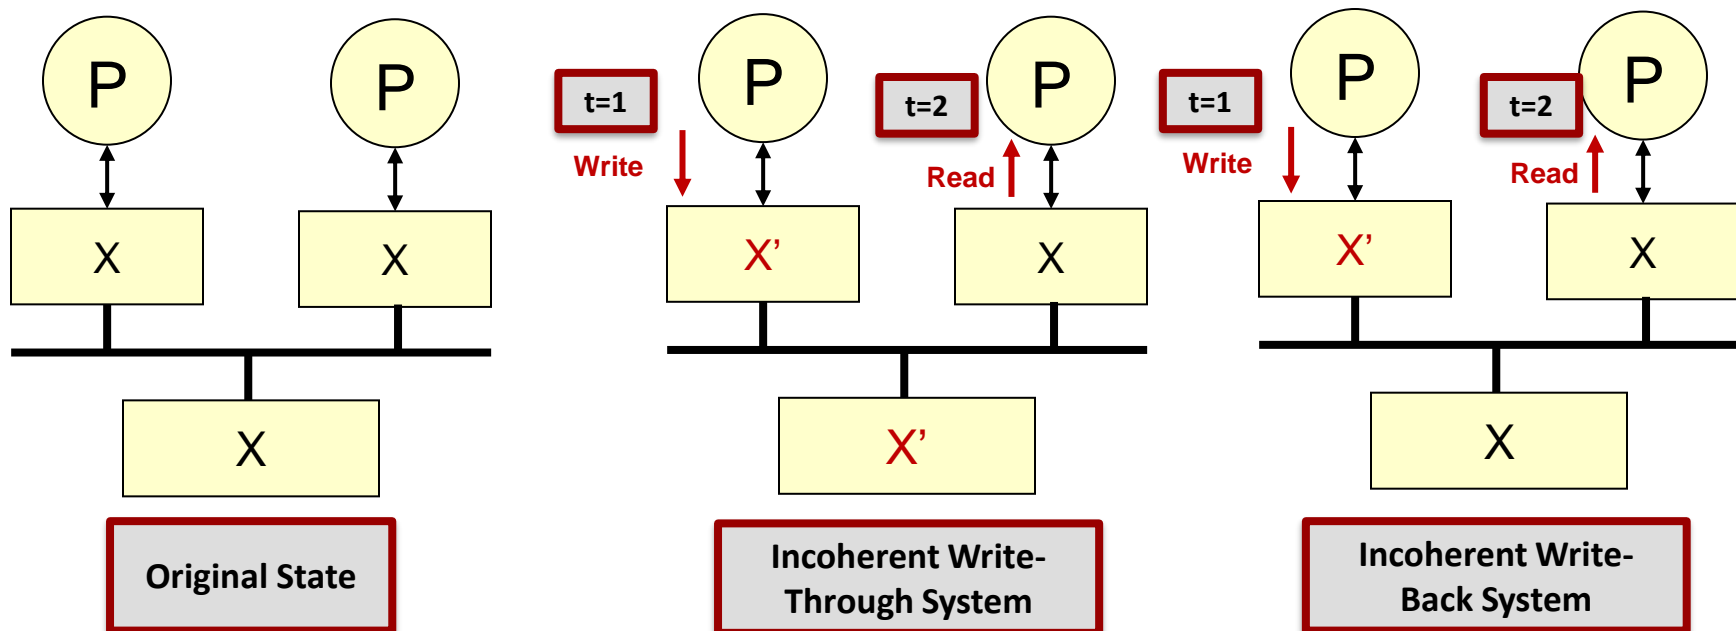 P
P
X
X
X
Original State
t=1
Write
P
t=2
Read
P
X’
X
X’
Incoherent Write-
Through System
t=1
Write
P
t=2
Read
P
X’
X
X
Incoherent Write-
Back System